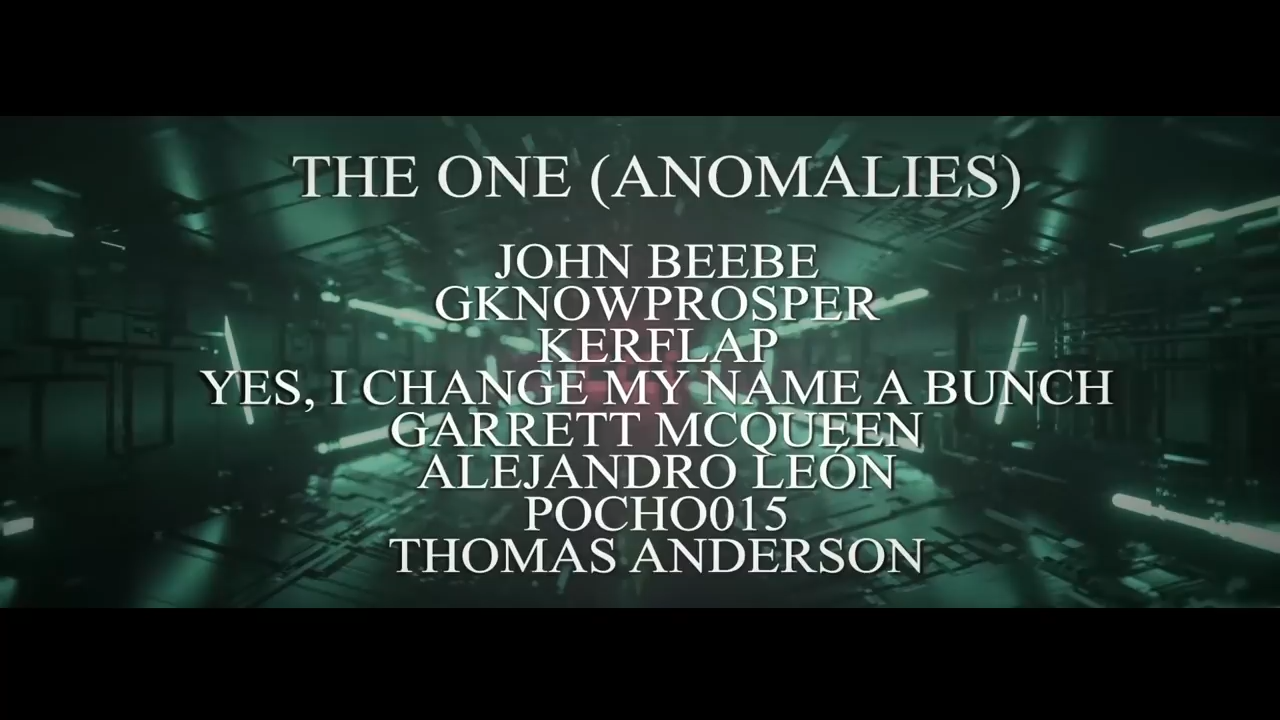 THE ONE (ANOMALIES)
JOHN BEEBE
GKNOWPROSPER
KERFLAP
YES, I CHANGE MY NAME A BUNCH
GARRETT MCQUEEN
ALEJANDRO LEÓN
POCHO015
THOMAS ANDERSON